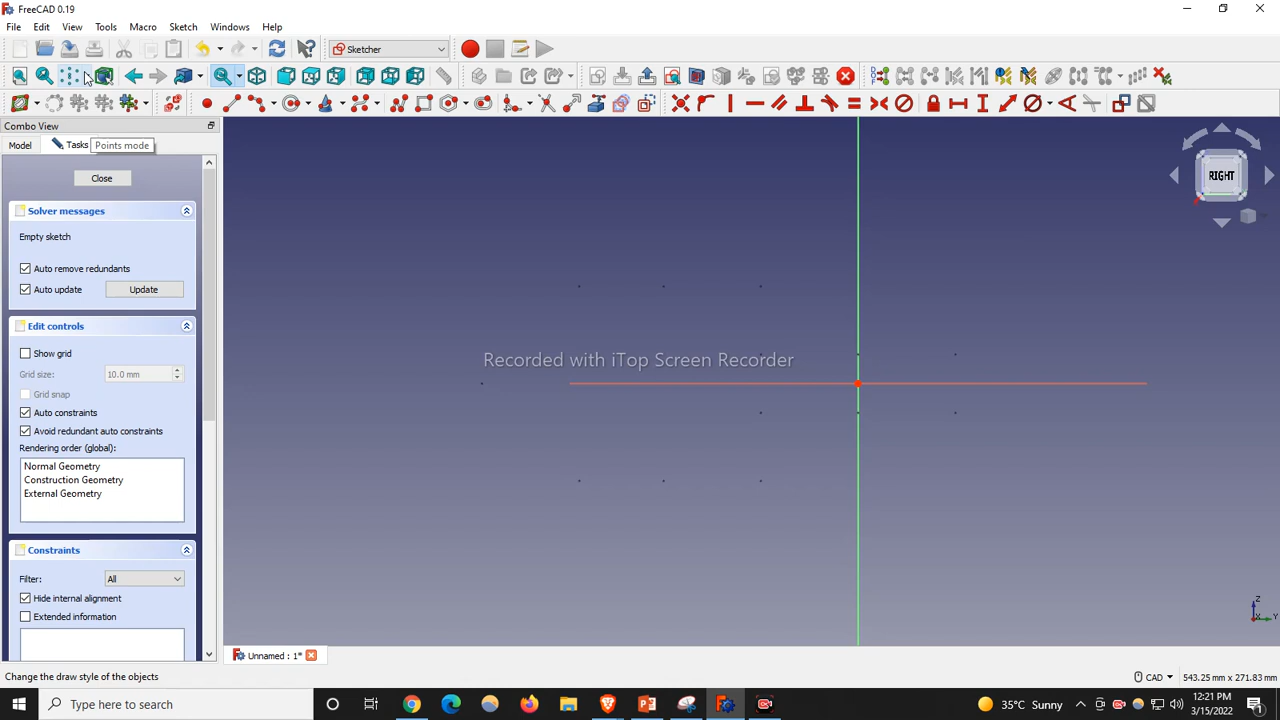 FreeCAD 0.19
File Edit View Tools Macro Sketch Windows Help
Sketcher
Combo View
Model Tasks Points mode
RIGHT
Close
Solver messages
Empty sketch
Auto remove redundants
Auto update Update
Edit controls
Show grid
Grid size: 10.0 mm
Grid snap
Auto constraints
Avoid redundant auto constraints
Rendering order (global):
Normal Geometry
Construction Geometry
External Geometry
Recorded with iTop Screen Recorder
Constraints
Filter: All
Hide internal alignment
Extended information
Z
X Y
Unnamed : 1*
Change the draw style of the objects CAD 543.25 mm x 271.83 mm
Type here to search 35°C Sunny 12:21 PM
3/15/2022